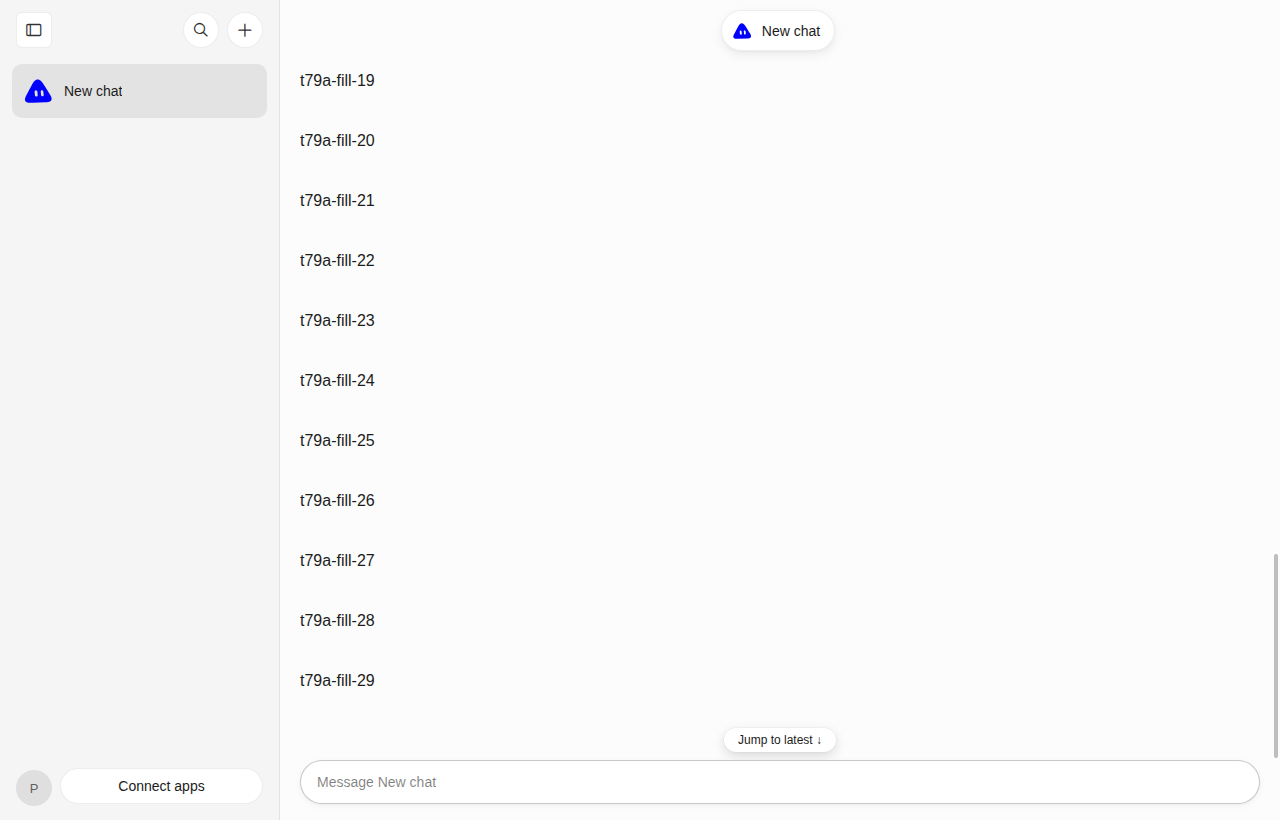 New chat
New chat
t79a-fill-19
t79a-fill-20
t79a-fill-21
t79a-fill-22
t79a-fill-23
t79a-fill-24
t79a-fill-25
t79a-fill-26
t79a-fill-27
t79a-fill-28
t79a-fill-29
Jump to latest ↓
Message New chat
P
Connect apps